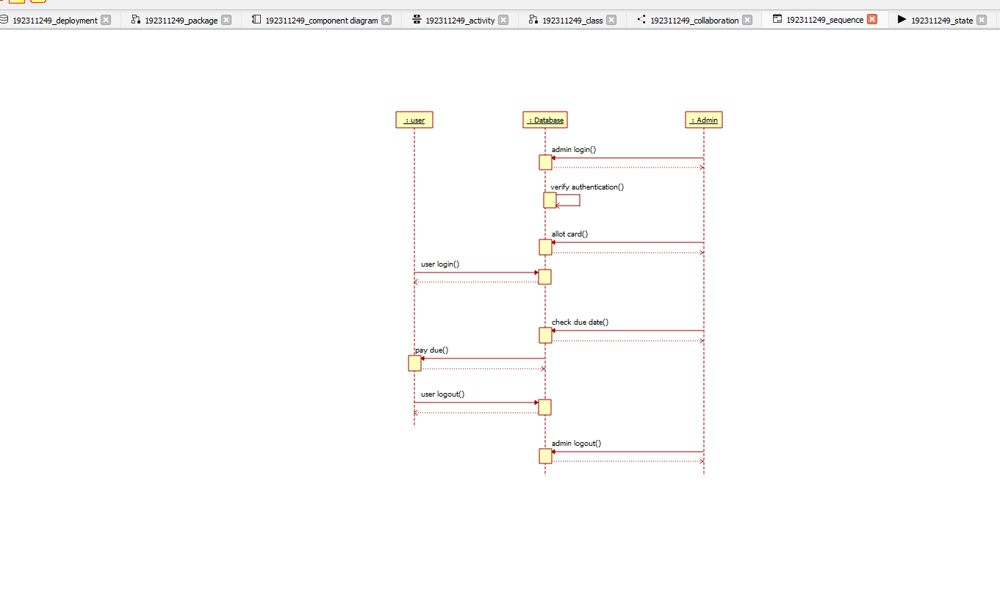 192311249_deployment
192311249_package
192311249_component diagram
192311249_activity
192311249_class
192311249_collaboration
192311249_sequence
192311249_state
: user
: Database
: Admin
admin login()
verify authentication()
allot card()
user login()
check due date()
pay due()
user logout()
admin logout()